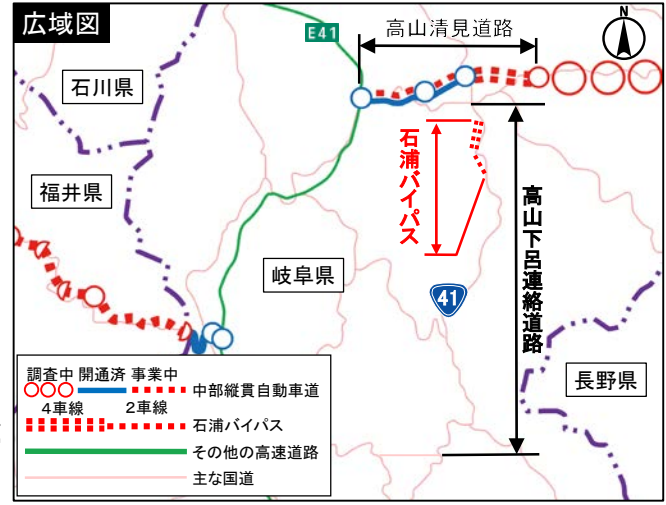 広域図
E41
高山清見道路
N
石川県
福井県
石浦バイパス
高山下呂連絡道路
岐阜県
41
長野県
調査中 開通済 事業中
中部縦貫自動車道
4車線 2車線
石浦バイパス
その他の高速道路
主な国道